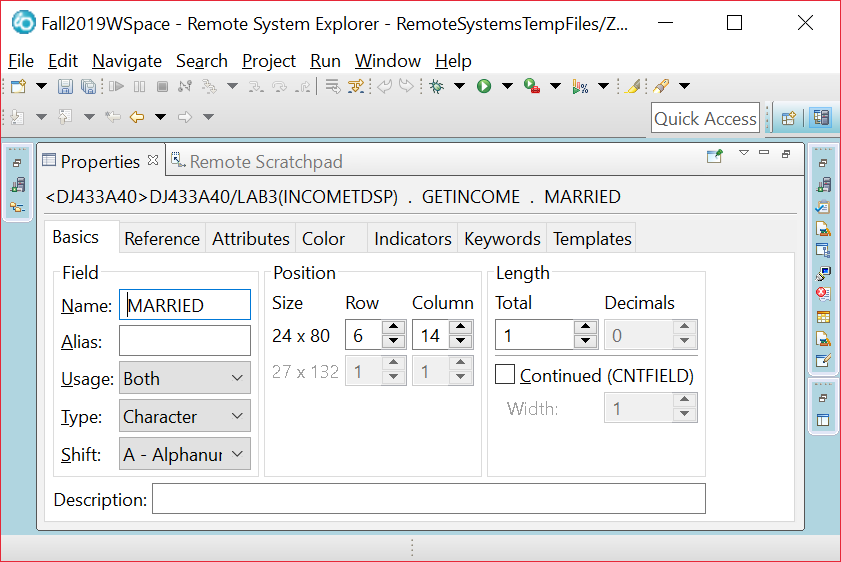 Fall2019WSpace - Remote System Explorer - RemoteSystemsTempFiles/Z...
File Edit Navigate Search Project Run Window Help
Quick Access
Properties Remote Scratchpad
<DJ433A40>DJ433A40/LAB3(INCOMETDSP) . GETINCOME . MARRIED
Basics Reference Attributes Color Indicators Keywords Templates
Field Position Length
Name: MARRIED Size Row Column Total Decimals
Alias: 24 x 80 6 14 1 0
Usage: Both 27 x 132 1 1 Continued (CNTFIELD)
Type: Character Width: 1
Shift: A - Alphanur
Description: